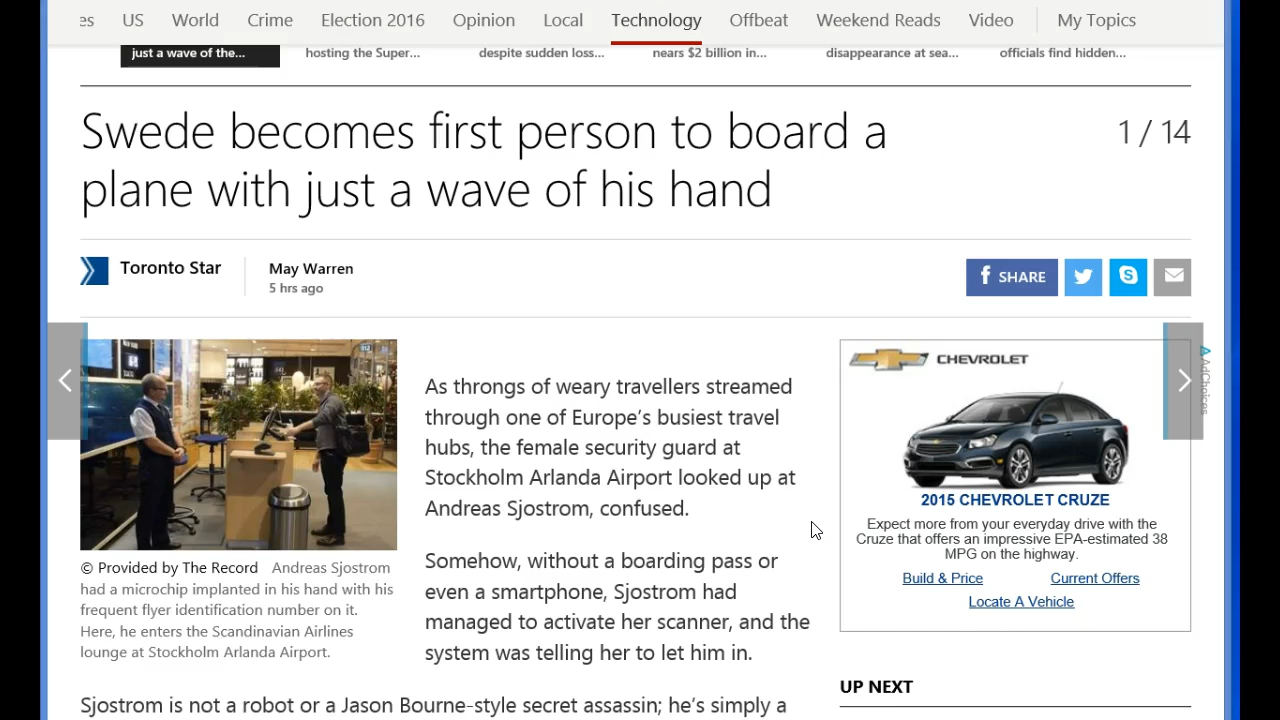 es US World Crime Election 2016 Opinion Local Technology Offbeat Weekend Reads Video My Topics
just a wave of the... hosting the Super... despite sudden loss... nears $2 billion in... disappearance at sea... officials find hidden...
Swede becomes first person to board a
plane with just a wave of his hand
1 / 14
Toronto Star
May Warren
5 hrs ago
f SHARE
As throngs of weary travellers streamed
through one of Europe's busiest travel
hubs, the female security guard at
Stockholm Arlanda Airport looked up at
Andreas Sjostrom, confused.
© Provided by The Record Andreas Sjostrom
had a microchip implanted in his hand with his
frequent flyer identification number on it.
Here, he enters the Scandinavian Airlines
lounge at Stockholm Arlanda Airport.
Somehow, without a boarding pass or
even a smartphone, Sjostrom had
managed to activate her scanner, and the
system was telling her to let him in.
Sjostrom is not a robot or a Jason Bourne-style secret assassin; he's simply a
CHEVROLET
2015 CHEVROLET CRUZE
Expect more from your everyday drive with the
Cruze that offers an impressive EPA-estimated 38
MPG on the highway.
Build & Price Current Offers
Locate A Vehicle
AdChoices
UP NEXT